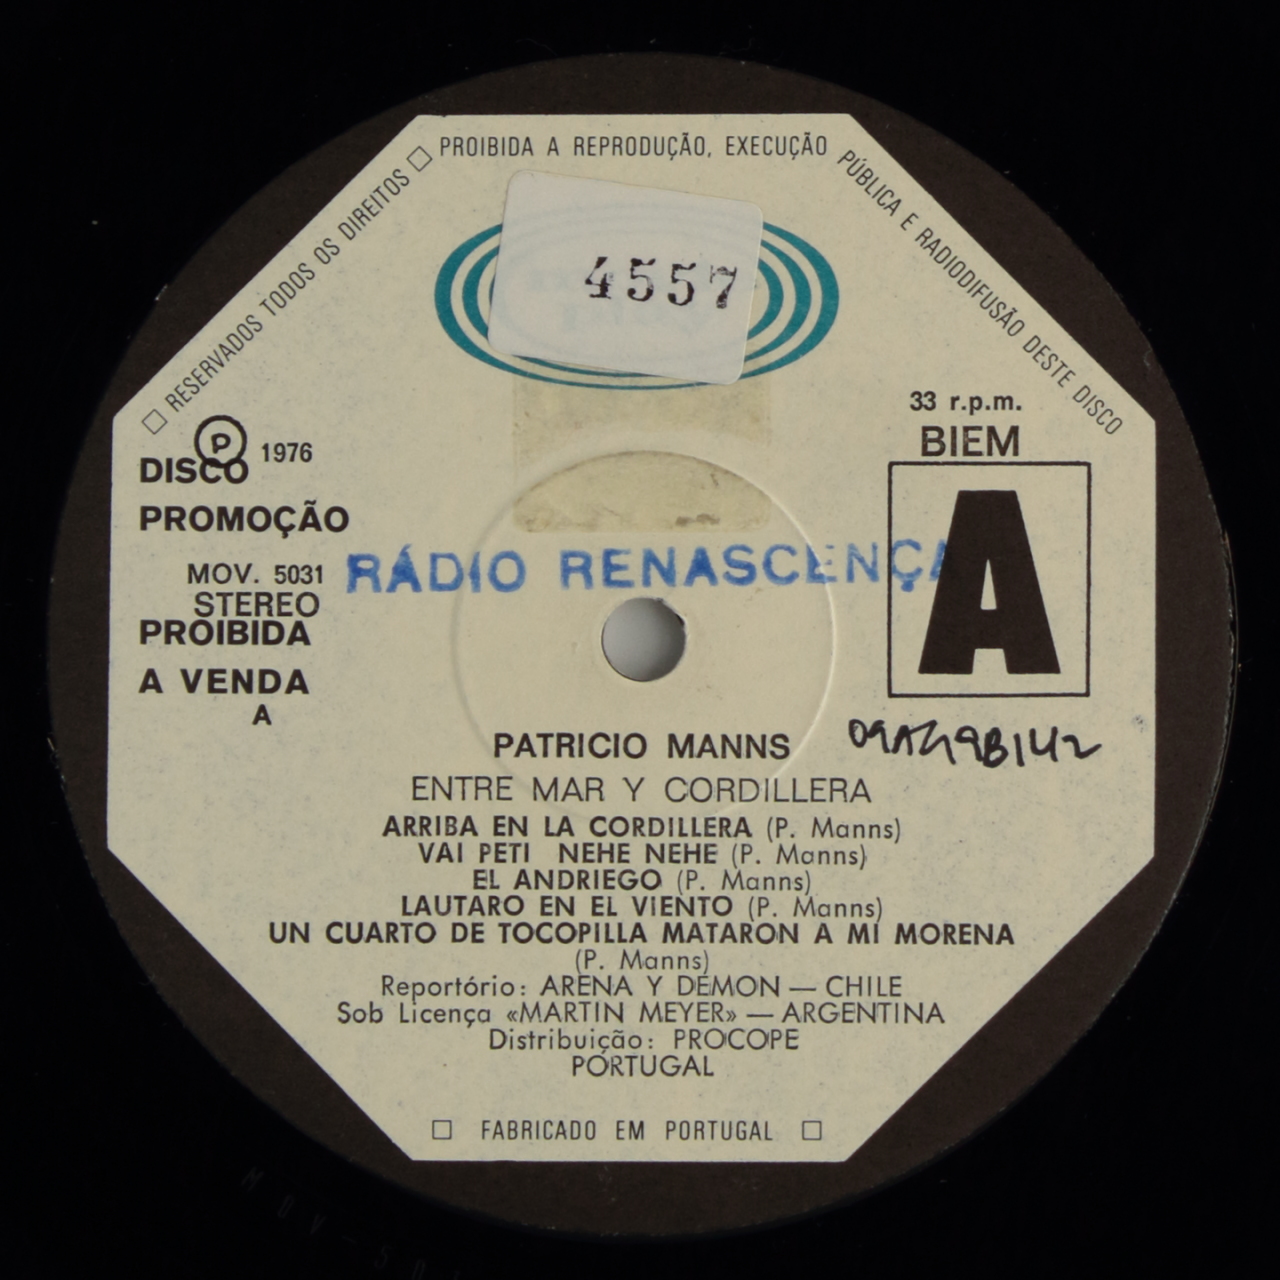 □ RESERVADOS TODOS OS DIREITOS □ PROIBIDA A REPRODUÇÃO, EXECUÇÃO PÚBLICA E RADIODIFUSÃO DESTE DISCO
4557
33 r.p.m.
BIEM
A
Ⓟ 1976
DISCO
PROMOÇÃO
MOV. 5031
STEREO
PROIBIDA
A VENDA
A
RÁDIO RENASCENÇA
PATRICIO MANNS
ENTRE MAR Y CORDILLERA
ARRIBA EN LA CORDILLERA (P. Manns)
VAI PETI NEHE NEHE (P. Manns)
EL ANDRIEGO (P. Manns)
LAUTARO EN EL VIENTO (P. Manns)
UN CUARTO DE TOCOPILLA MATARON A MI MORENA
(P. Manns)
Reportório: ARENA Y DEMON — CHILE
Sob Licença «MARTIN MEYER» — ARGENTINA
Distribuição: PROCOPE
PORTUGAL
□ FABRICADO EM PORTUGAL □